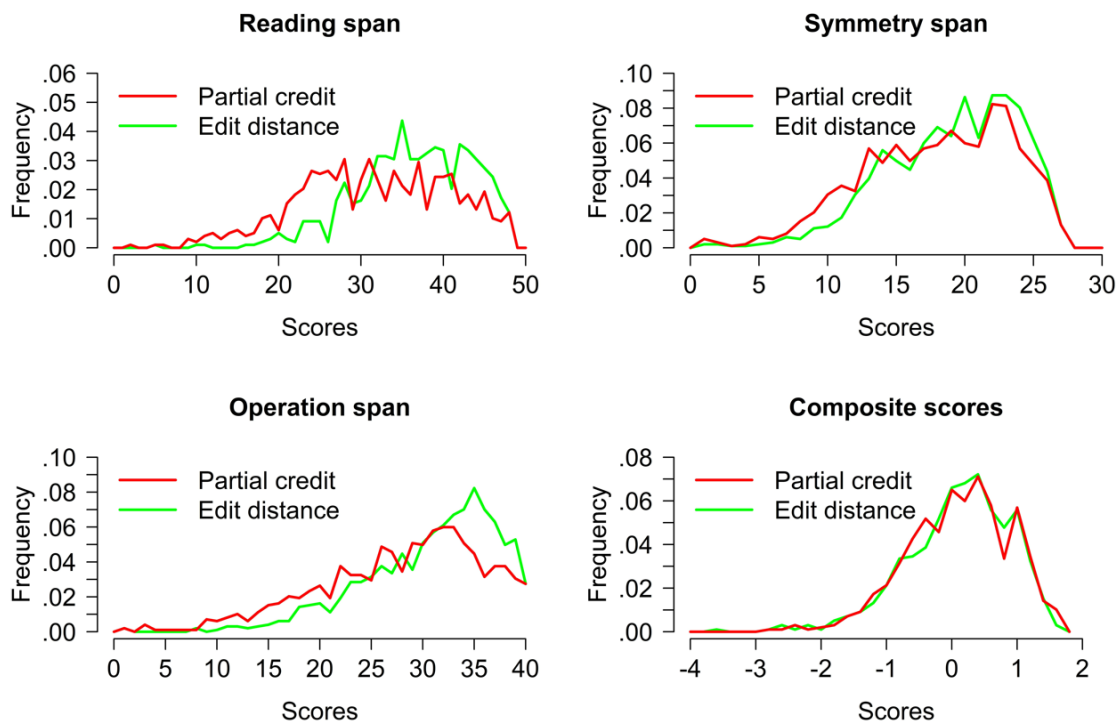 Reading span
.06
.05
.04
.03
.02
.01
.00
Frequency
Partial credit
Edit distance
0 10 20 30 40 50
Scores
Symmetry span
.10
.08
.06
.04
.02
.00
Frequency
Partial credit
Edit distance
0 5 10 15 20 25 30
Scores
Operation span
.10
.08
.06
.04
.02
.00
Frequency
Partial credit
Edit distance
0 5 10 15 20 25 30 35 40
Scores
Composite scores
.08
.06
.04
.02
.00
Frequency
Partial credit
Edit distance
-4 -3 -2 -1 0 1 2
Scores